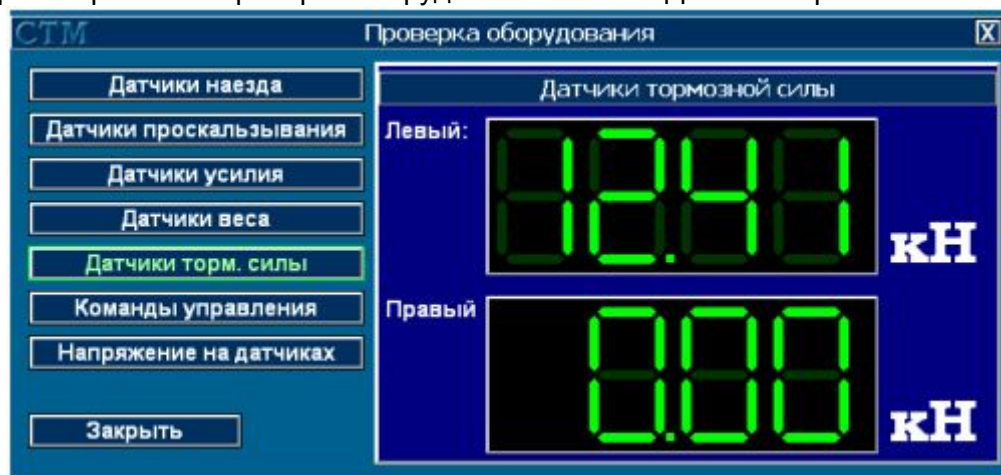 СТМ Проверка оборудования X
Датчики наезда
Датчики проскальзывания
Датчики усилия
Датчики веса
Датчики торм. силы
Команды управления
Напряжение на датчиках
Закрыть
Датчики тормозной силы
Левый:
12.41 кН
Правый
0.00 кН